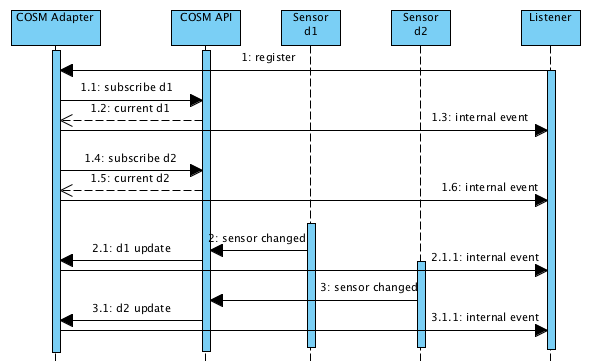 COSM Adapter
COSM API
Sensor
d1
Sensor
d2
Listener
1: register
1.1: subscribe d1
1.2: current d1
1.3: internal event
1.4: subscribe d2
1.5: current d2
1.6: internal event
2: sensor changed
2.1: d1 update
2.1.1: internal event
3: sensor changed
3.1: d2 update
3.1.1: internal event